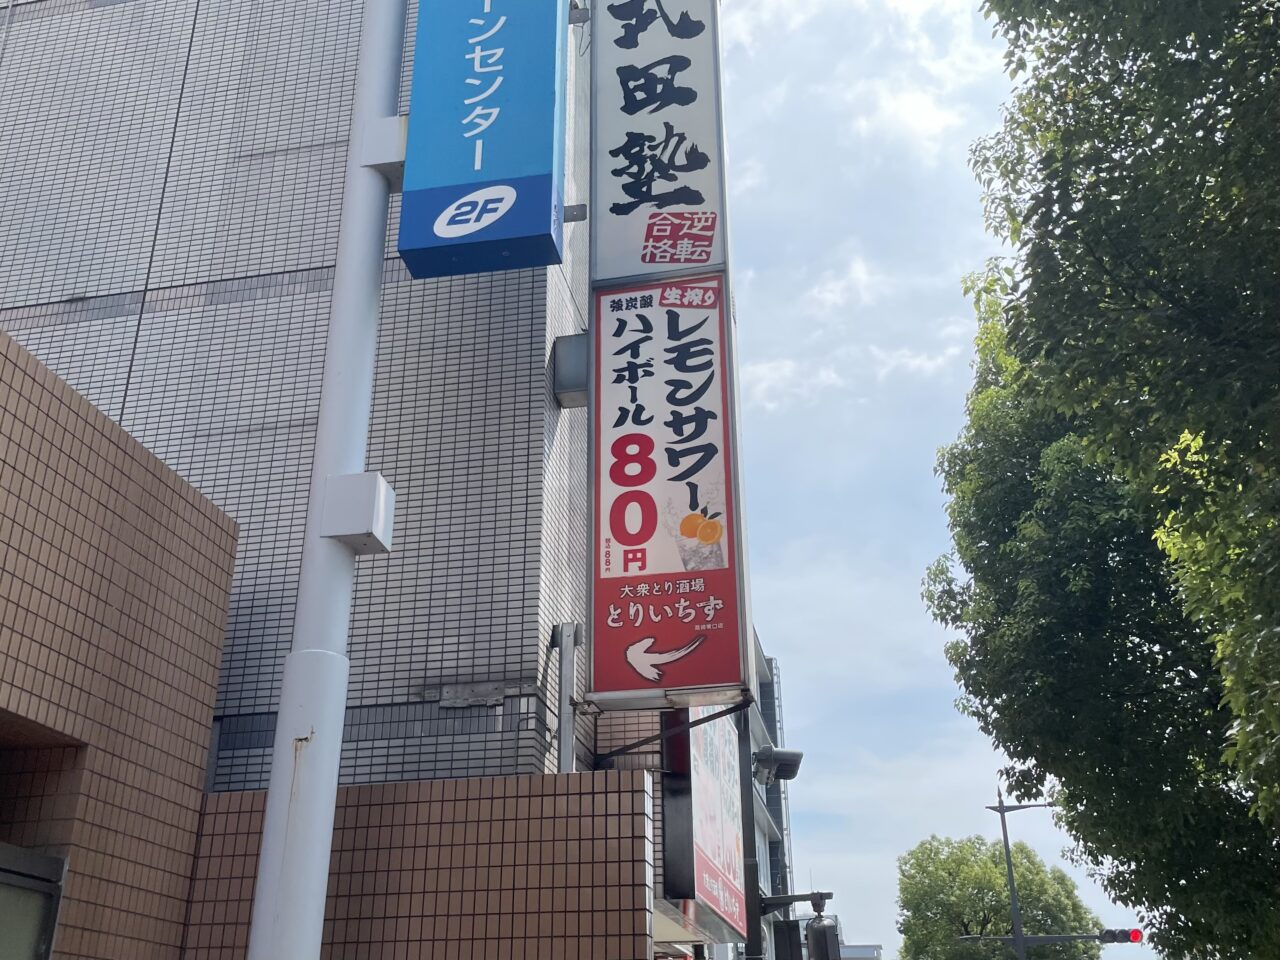 ーンセンター
2F
武田塾
逆転
合格
生搾り
レモンサワー
強炭酸
ハイボール
80円
税込88円
大衆とり酒場
とりいちず